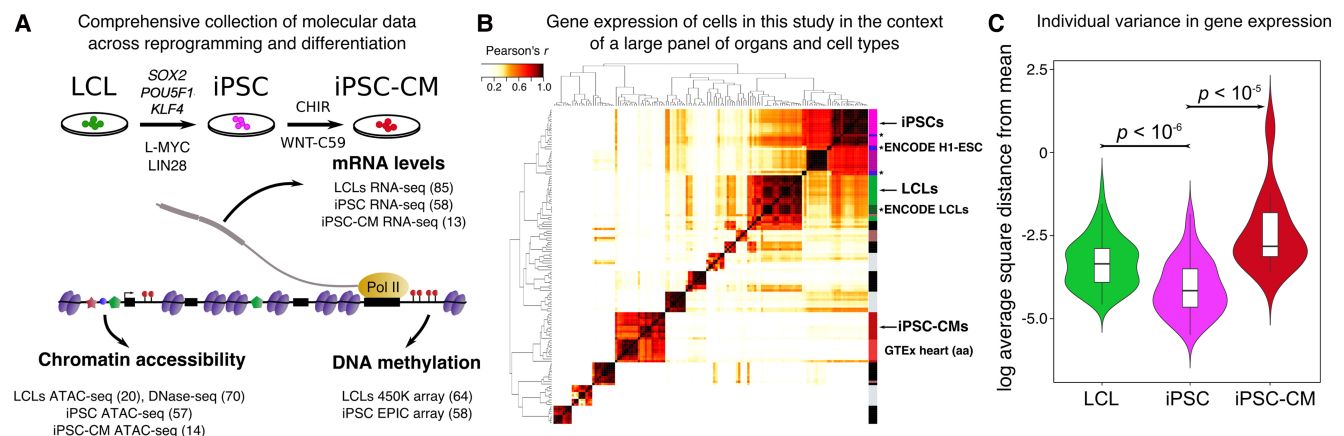 A
Comprehensive collection of molecular data
across reprogramming and differentiation
LCL
SOX2
POU5F1
KLF4
L-MYC
LIN28
iPSC
CHIR
WNT-C59
iPSC-CM
mRNA levels
LCLs RNA-seq (85)
iPSC RNA-seq (58)
iPSC-CM RNA-seq (13)
Pol II
Chromatin accessibility
LCLs ATAC-seq (20), DNase-seq (70)
iPSC ATAC-seq (57)
iPSC-CM ATAC-seq (14)
DNA methylation
LCLs 450K array (64)
iPSC EPIC array (58)
B
Gene expression of cells in this study in the context
of a large panel of organs and cell types
Pearson's r
0.2 0.6 1.0
iPSCs
*
*ENCODE H1-ESC
*
LCLs
*ENCODE LCLs
iPSC-CMs
GTEx heart (aa)
C
Individual variance in gene expression
log average square distance from mean
2.5
0
-2.5
-5.0
p < 10-6
p < 10-5
LCL
iPSC
iPSC-CM